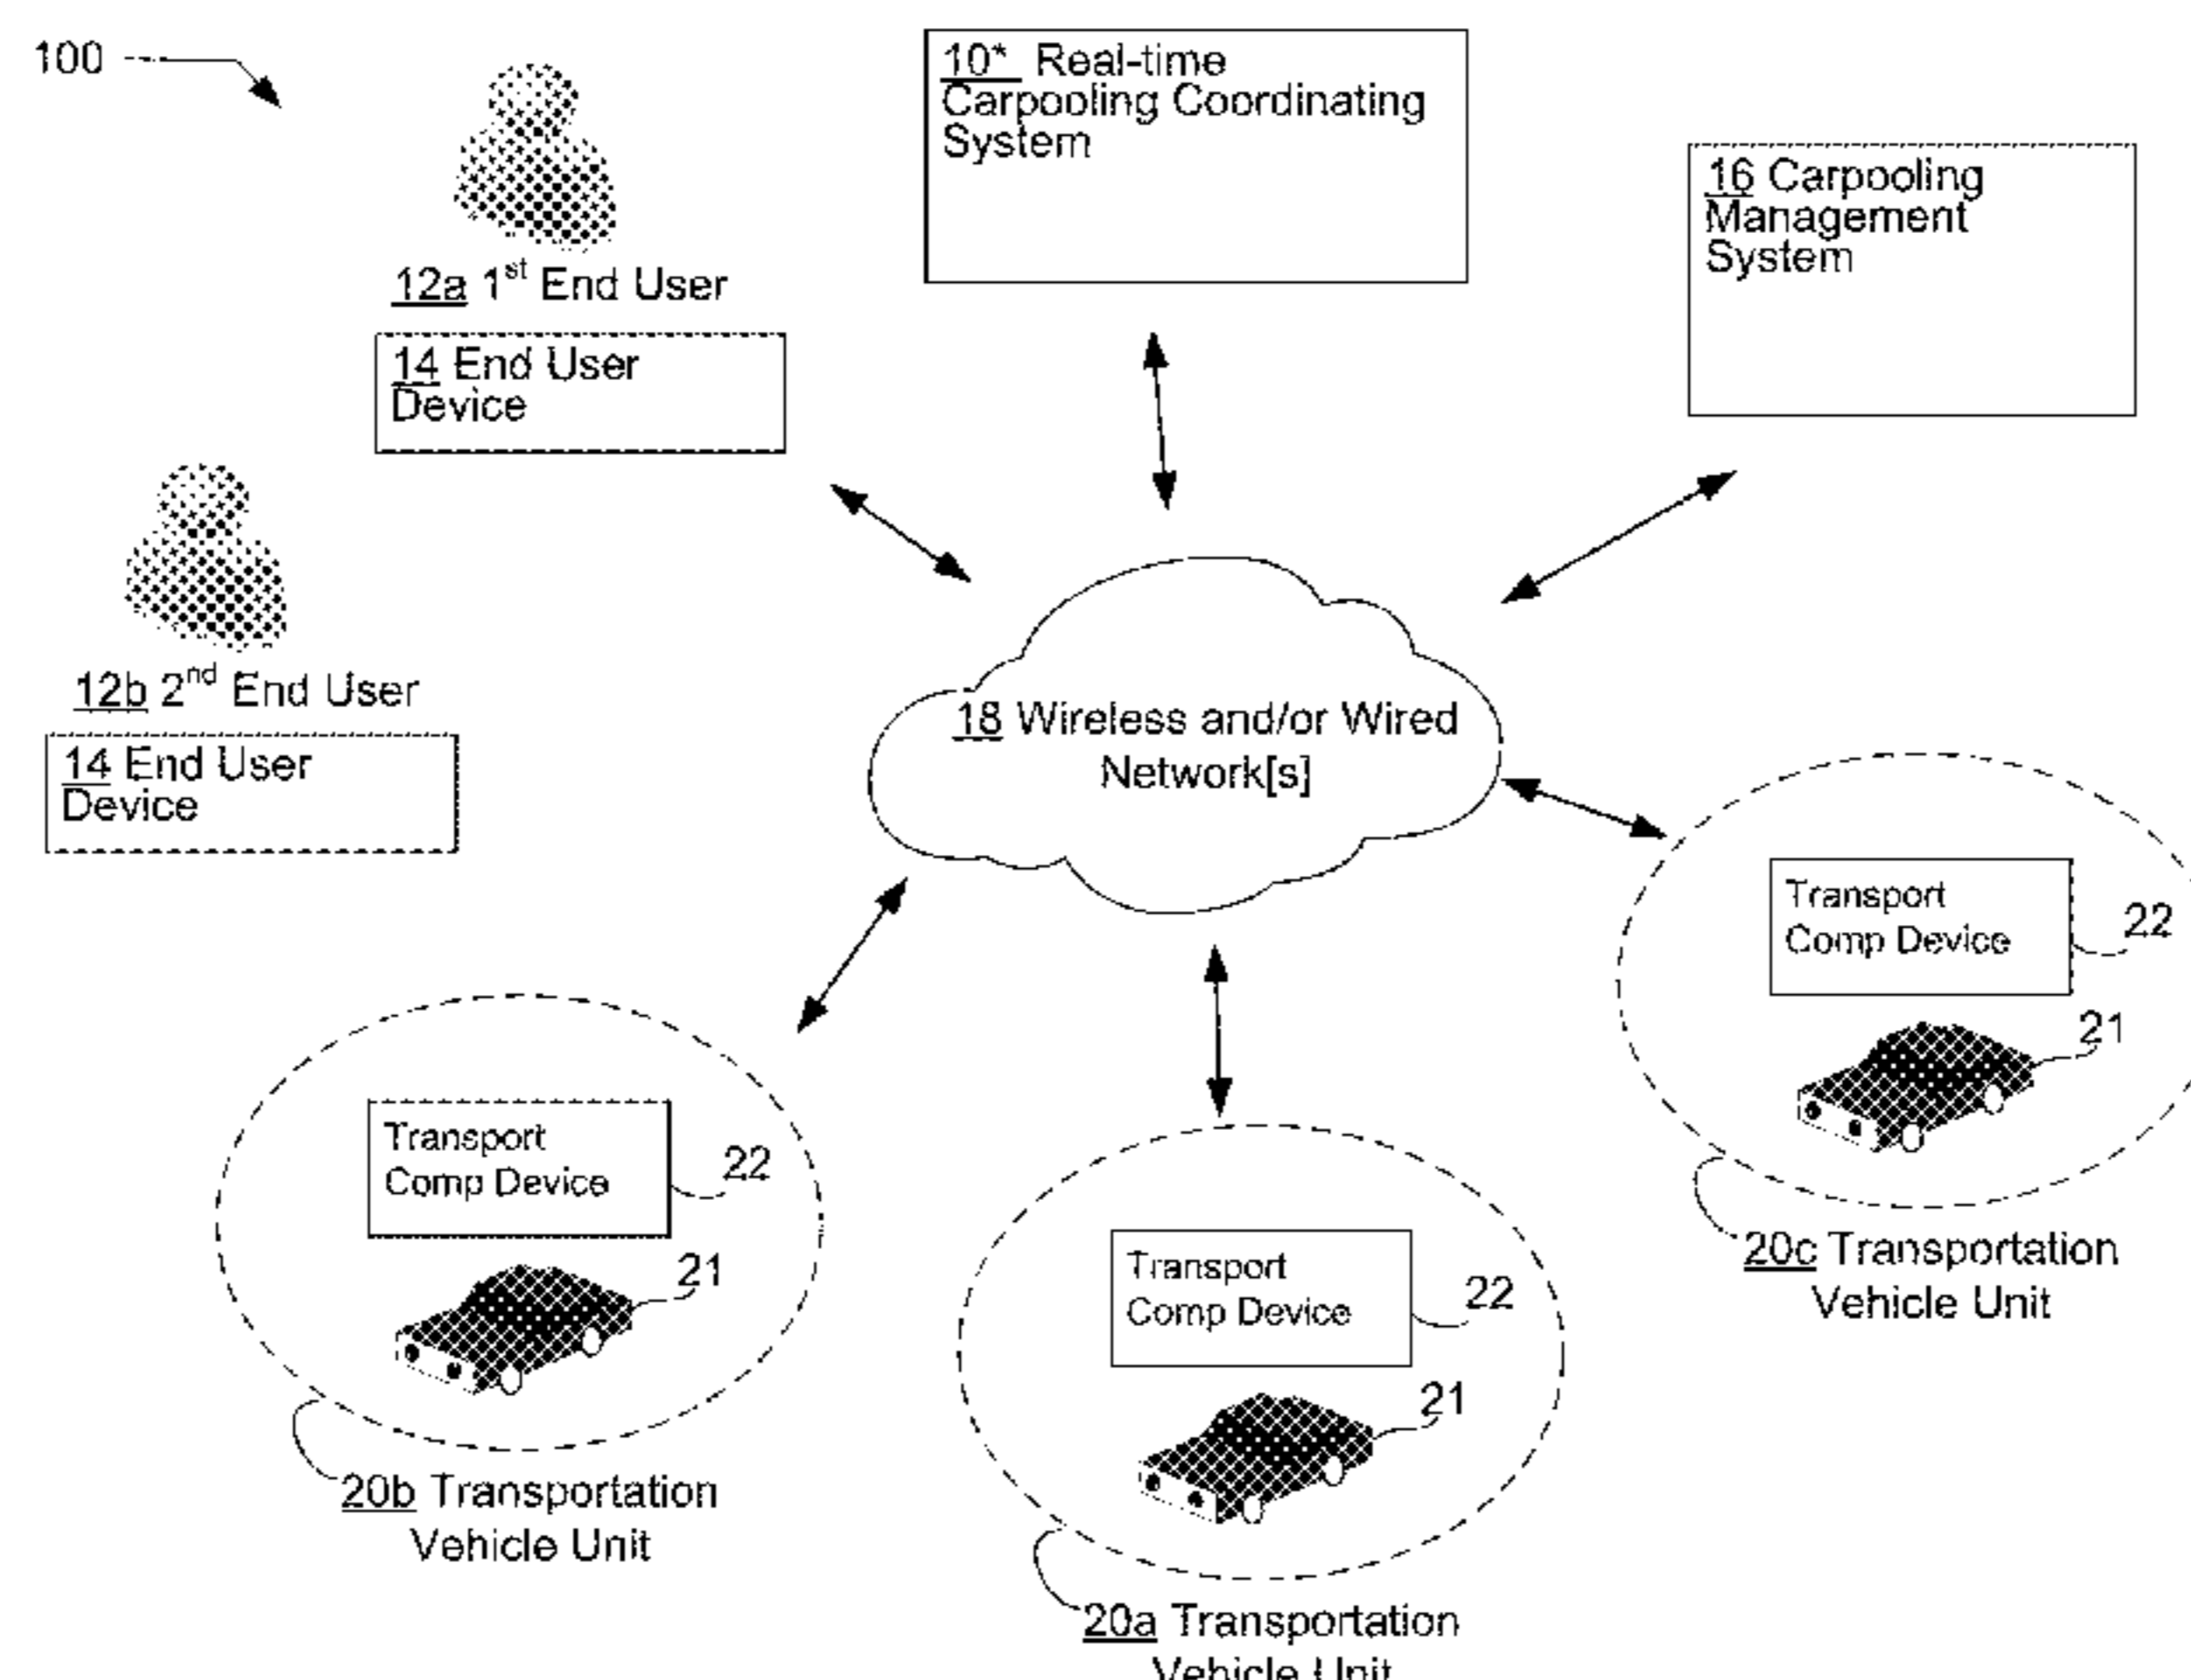 100
10* Real-time
Carpooling Coordinating
System
16 Carpooling
Management
System
12a 1st End User
14 End User
Device
12b 2nd End User
14 End User
Device
18 Wireless and/or Wired
Network[s]
Transport
Comp Device
22
21
20c Transportation
Vehicle Unit
Transport
Comp Device
22
21
20b Transportation
Vehicle Unit
Transport
Comp Device
22
21
20a Transportation
Vehicle Unit